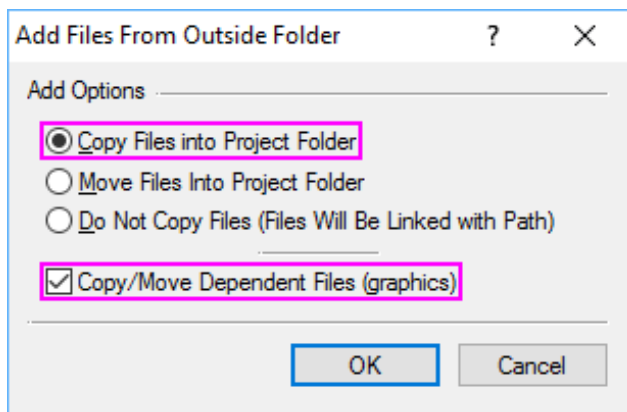 Add Files From Outside Folder ? ×
Add Options
Copy Files into Project Folder
Move Files Into Project Folder
Do Not Copy Files (Files Will Be Linked with Path)
Copy/Move Dependent Files (graphics)
OK Cancel